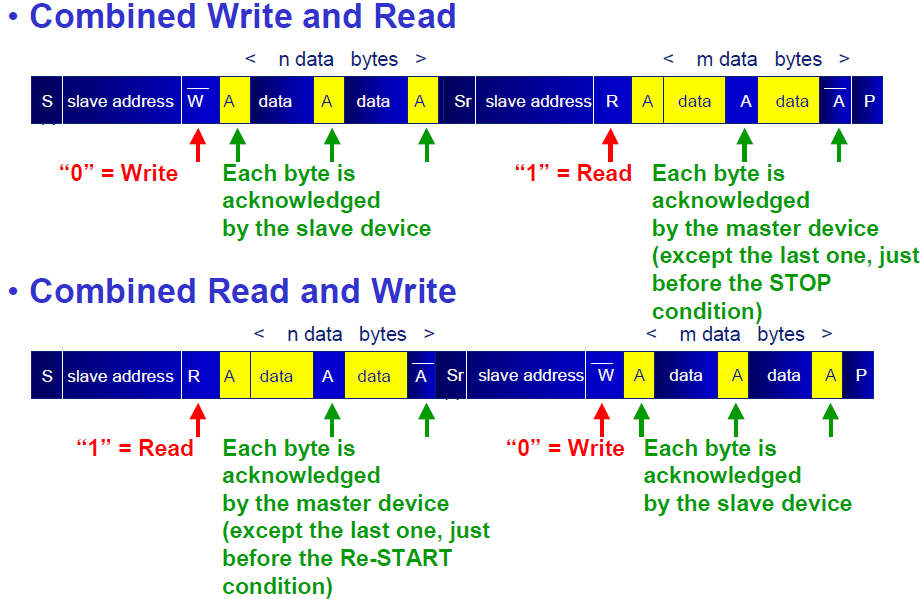 • Combined Write and Read
< n data bytes > < m data bytes >
S slave address W̅ A data A data A Sr slave address R A data A data A̅ P
“0” = Write Each byte is “1” = Read Each byte is
acknowledged acknowledged
by the slave device by the master device
(except the last one, just
• Combined Read and Write before the STOP
condition)
< n data bytes > < m data bytes >
S slave address R A data A data A̅ Sr slave address W̅ A data A data A P
“1” = Read Each byte is “0” = Write Each byte is
acknowledged acknowledged
by the master device by the slave device
(except the last one, just
before the Re-START
condition)